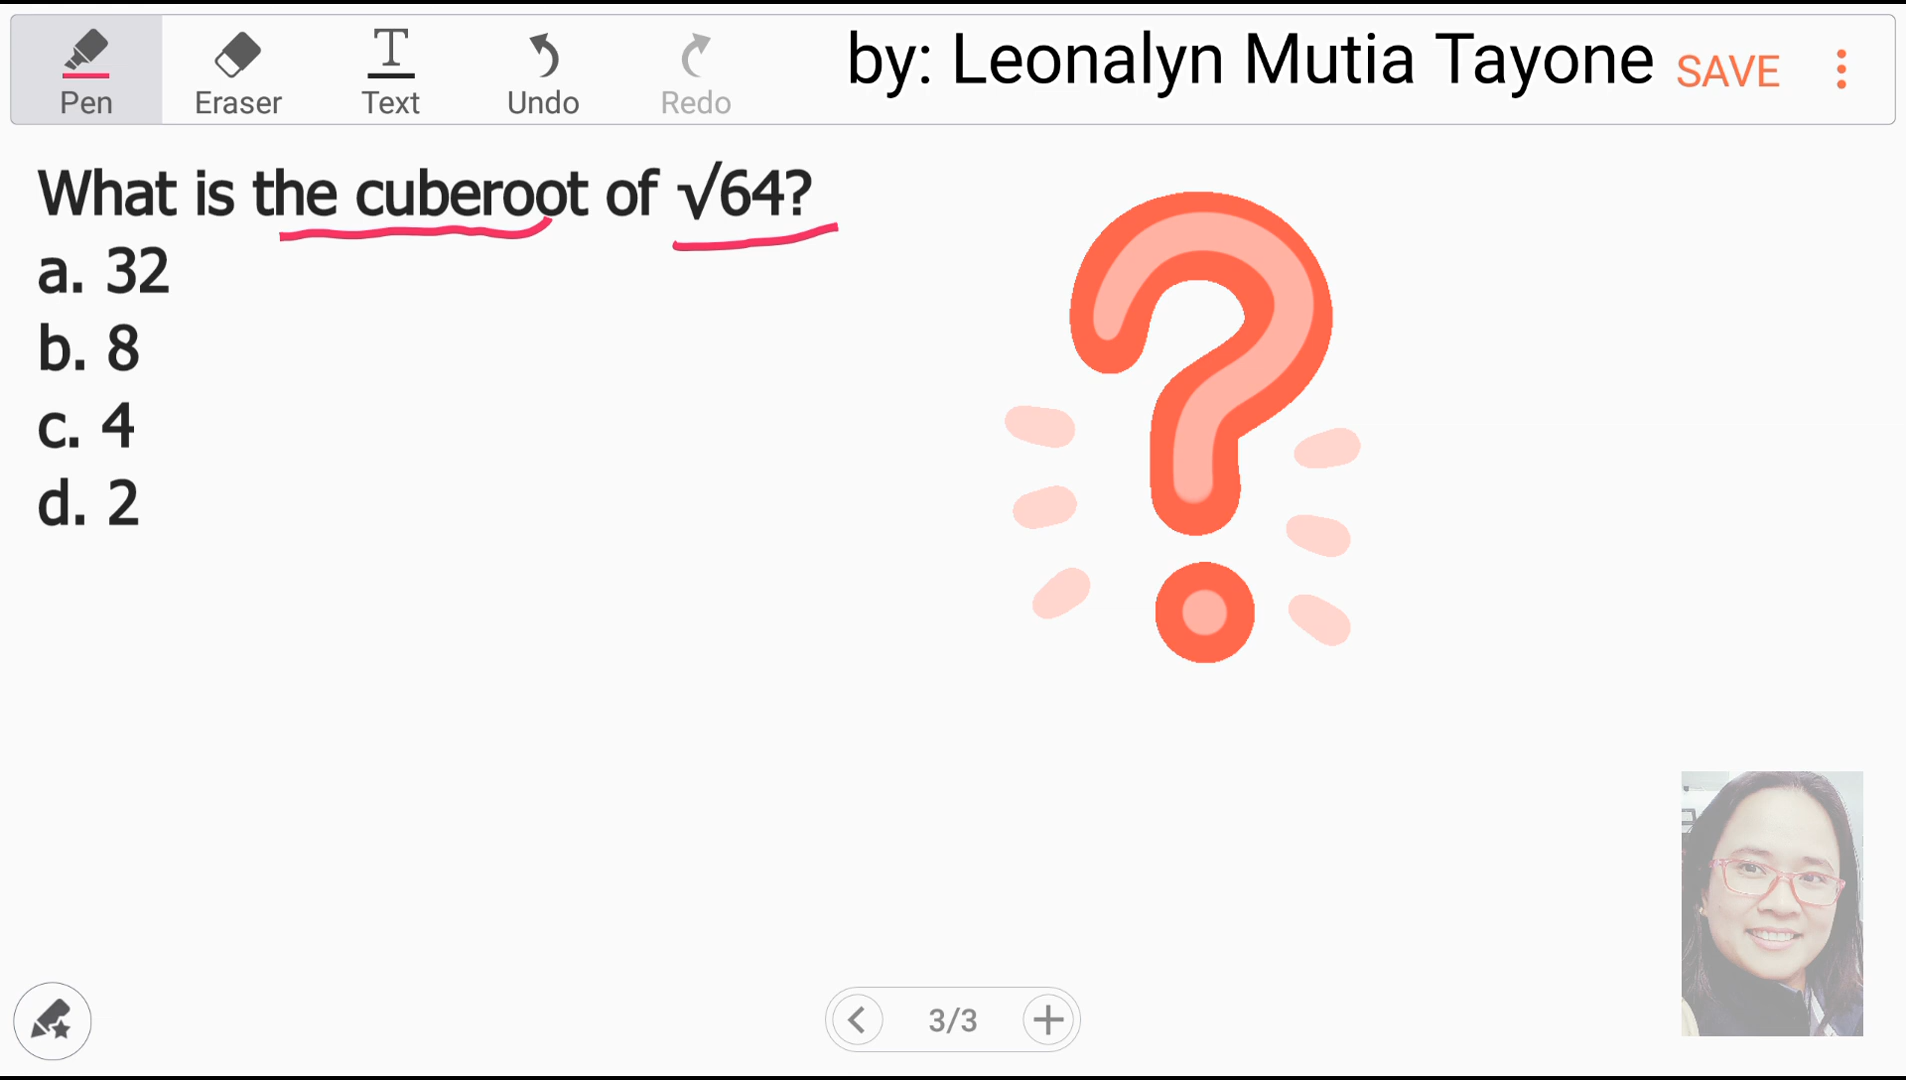 Pen
Eraser
Text
Undo
Redo
by: Leonalyn Mutia Tayone
SAVE
What is the cuberoot of √64?
a. 32
b. 8
c. 4
d. 2
3/3